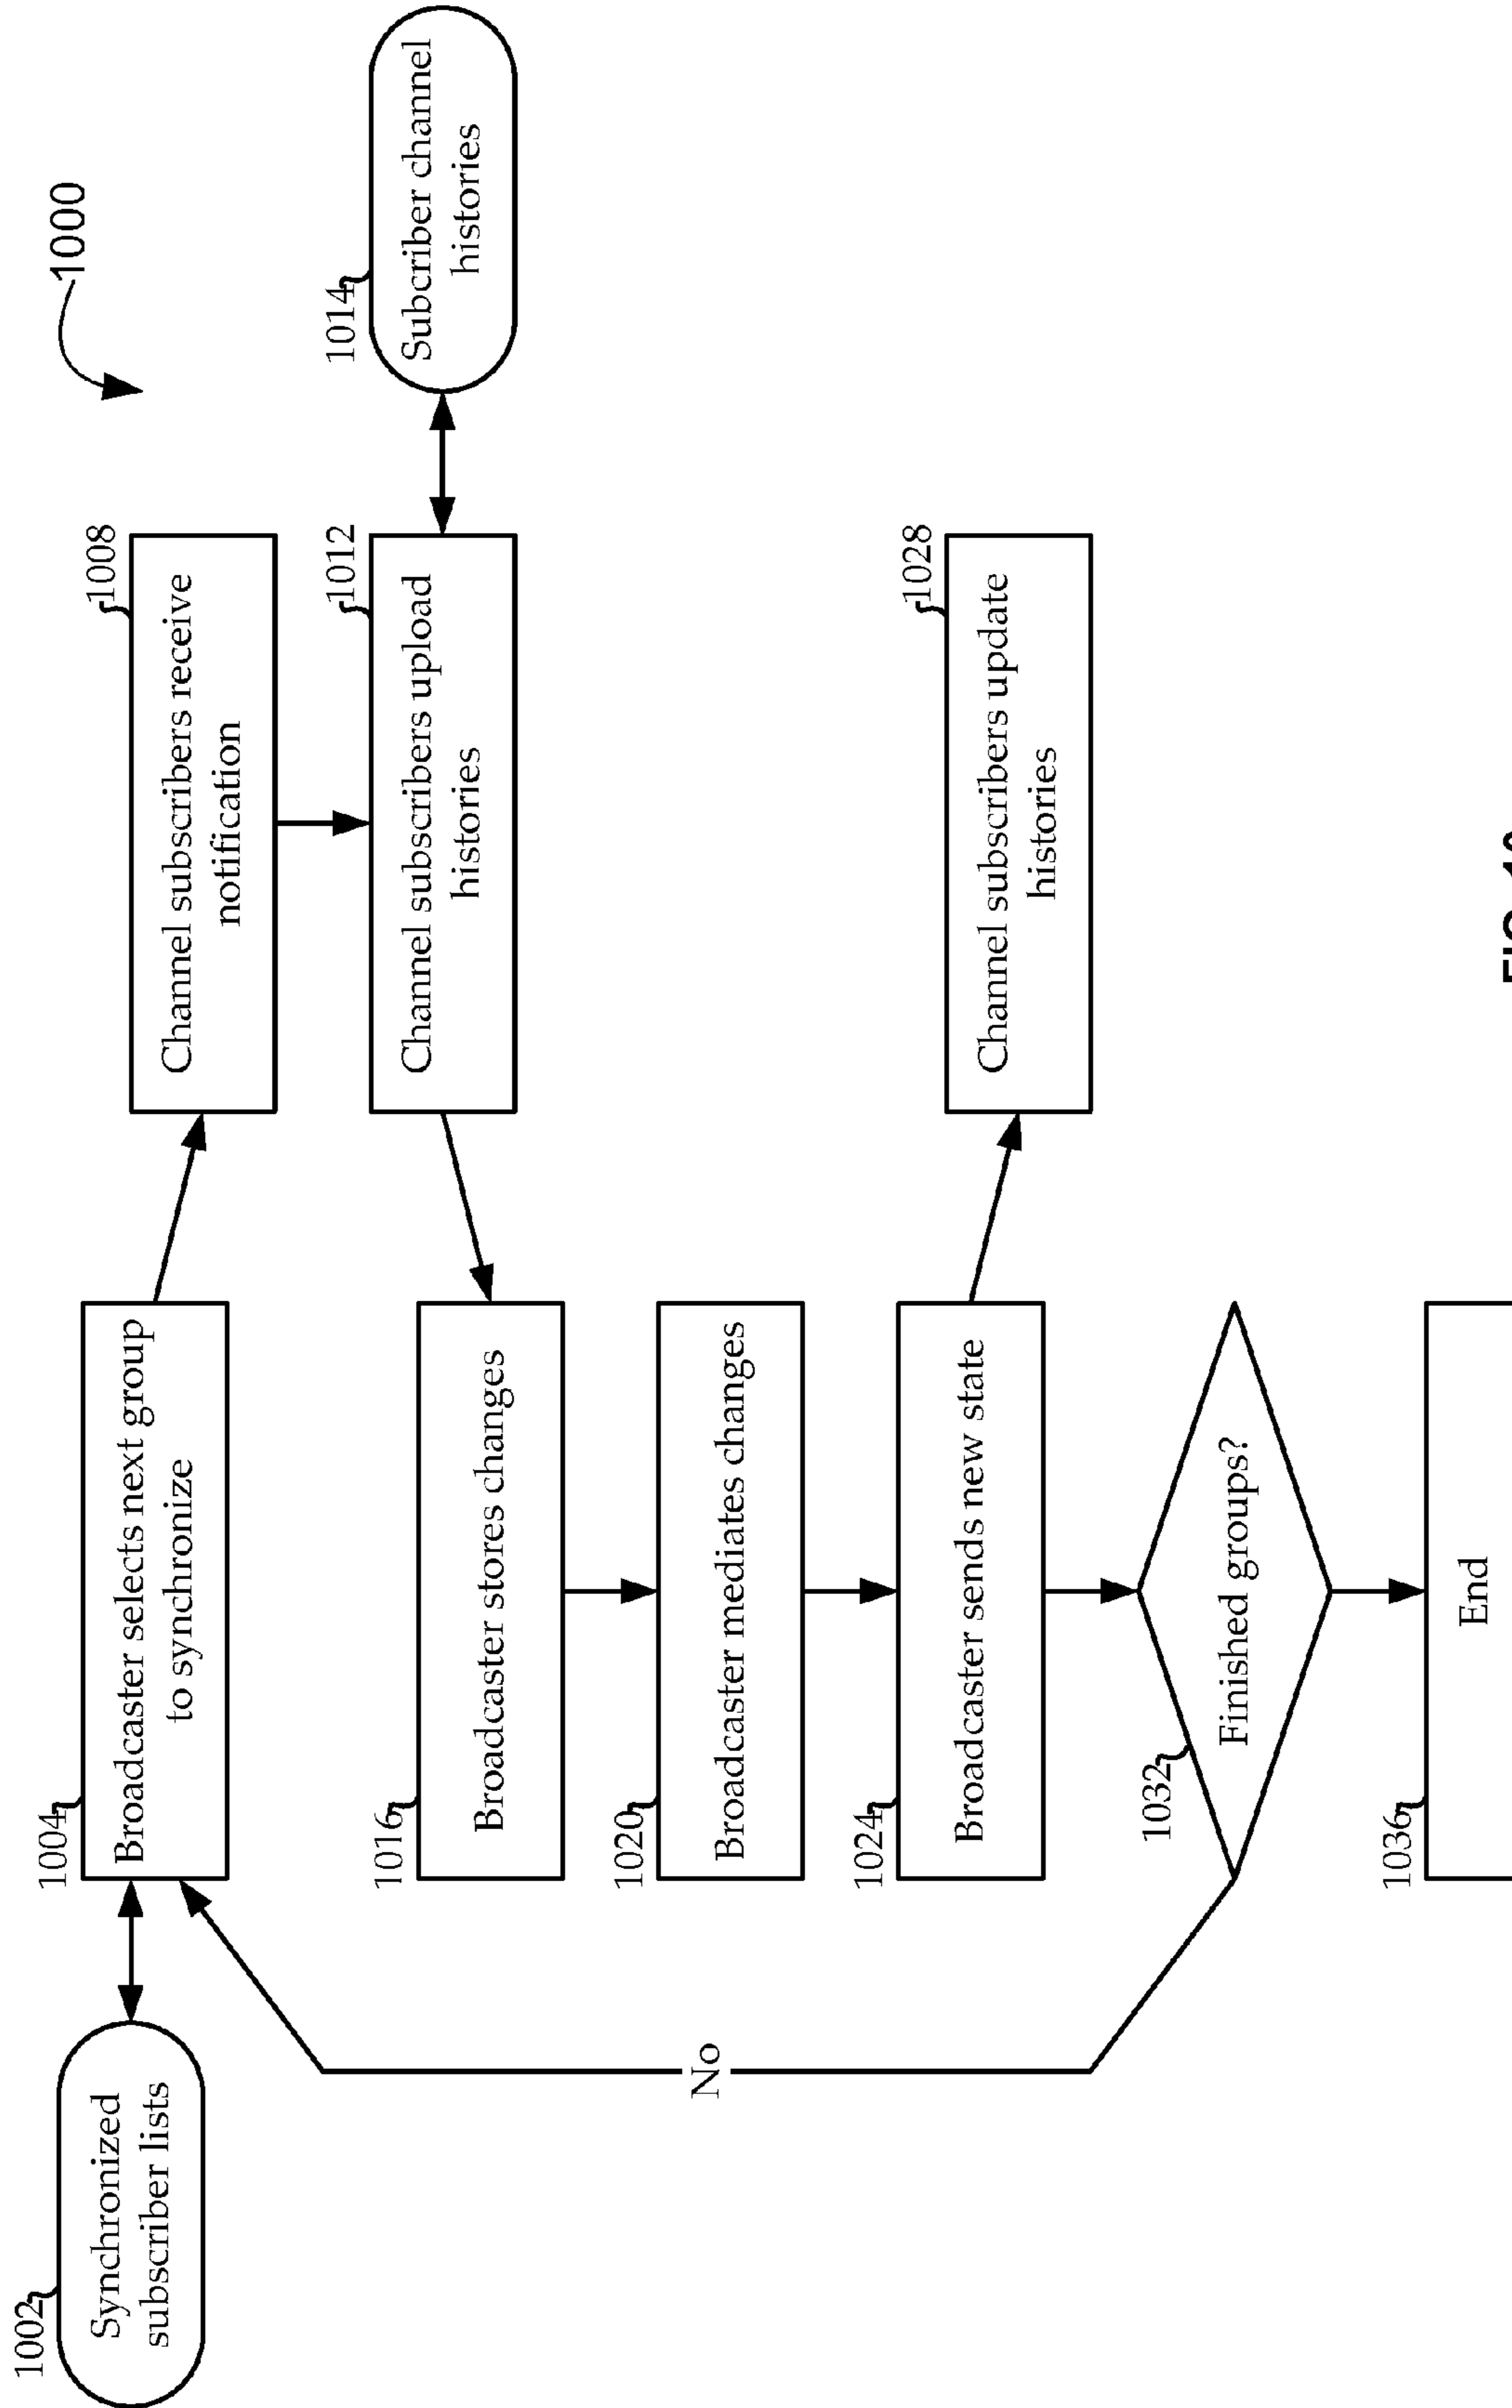 1000
1002
Synchronized
subscriber lists
1004
Broadcaster selects next group
to synchronize
1008
Channel subscribers receive
notification
1012
Channel subscribers upload
histories
1014
Subcriber channel
histories
1016
Broadcaster stores changes
1020
Broadcaster mediates changes
1024
Broadcaster sends new state
1028
Channel subscribers update
histories
1032
Finished groups?
No
1036
End